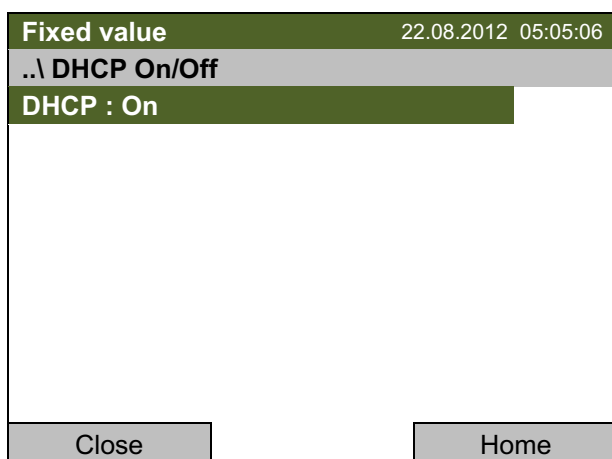 Fixed value 22.08.2012 05:05:06
..\ DHCP On/Off
DHCP : On
Close Home